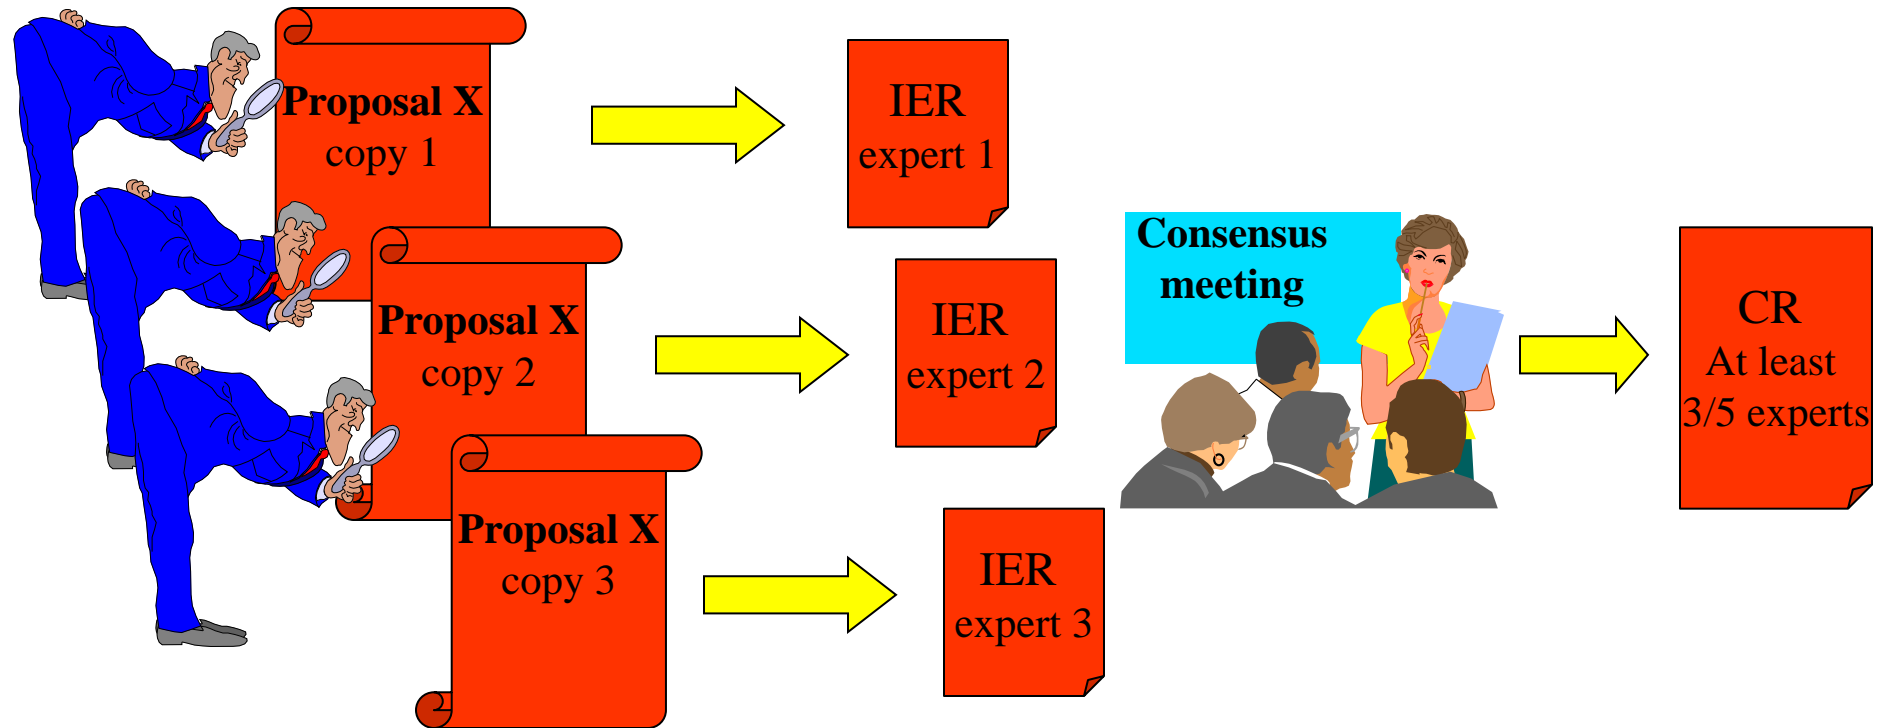 Proposal X
copy 1
IER
expert 1
Proposal X
copy 2
IER
expert 2
Proposal X
copy 3
IER
expert 3
Consensus
meeting
CR
At least
3/5 experts